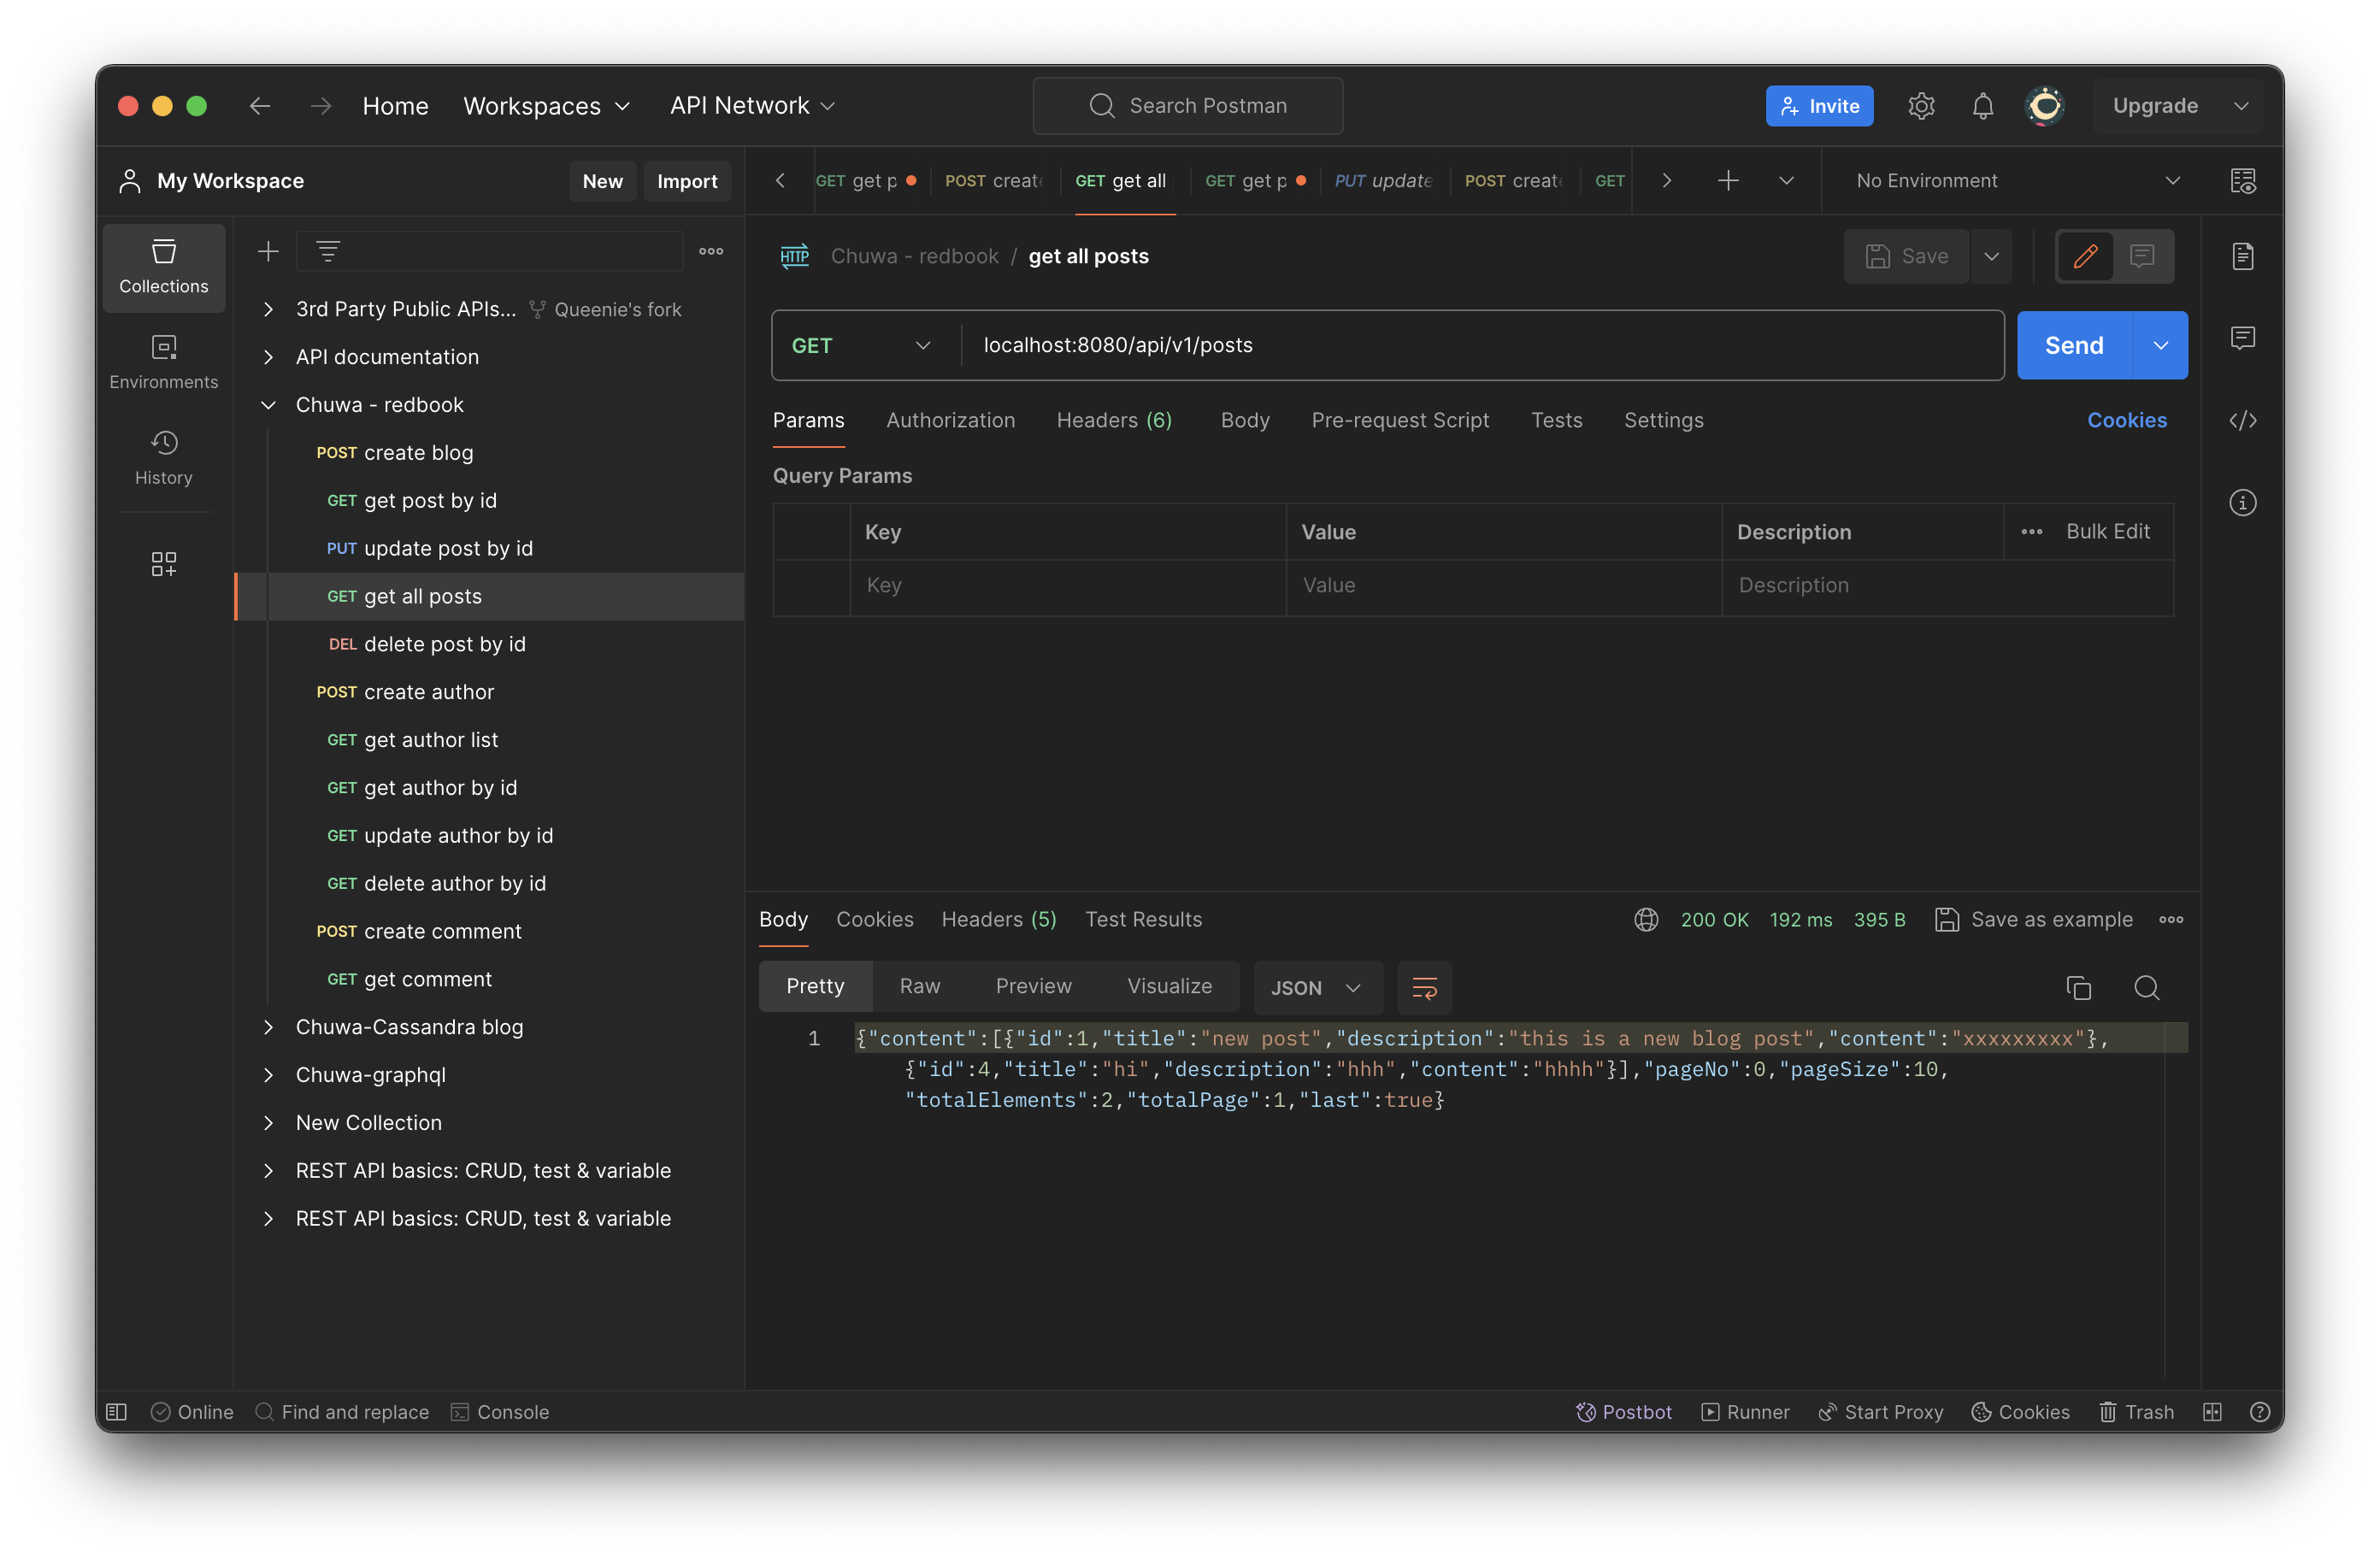 Home Workspaces API Network Search Postman Invite Upgrade
My Workspace New Import
GET get p POST create GET get all GET get p PUT update POST create GET No Environment
Collections
Environments
History
3rd Party Public APIs... Queenie's fork
API documentation
Chuwa - redbook
POST create blog
GET get post by id
PUT update post by id
GET get all posts
DEL delete post by id
POST create author
GET get author list
GET get author by id
GET update author by id
GET delete author by id
POST create comment
GET get comment
Chuwa-Cassandra blog
Chuwa-graphql
New Collection
REST API basics: CRUD, test & variable
REST API basics: CRUD, test & variable
HTTP Chuwa - redbook / get all posts Save
GET localhost:8080/api/v1/posts Send
Params Authorization Headers (6) Body Pre-request Script Tests Settings Cookies
Query Params
Key Value Description Bulk Edit
Key Value Description
Body Cookies Headers (5) Test Results 200 OK 192 ms 395 B Save as example
Pretty Raw Preview Visualize JSON
1 {"content":[{"id":1,"title":"new post","description":"this is a new blog post","content":"xxxxxxxxx"},
{"id":4,"title":"hi","description":"hhh","content":"hhhh"}],"pageNo":0,"pageSize":10,
"totalElements":2,"totalPage":1,"last":true}
Online Find and replace Console Postbot Runner Start Proxy Cookies Trash